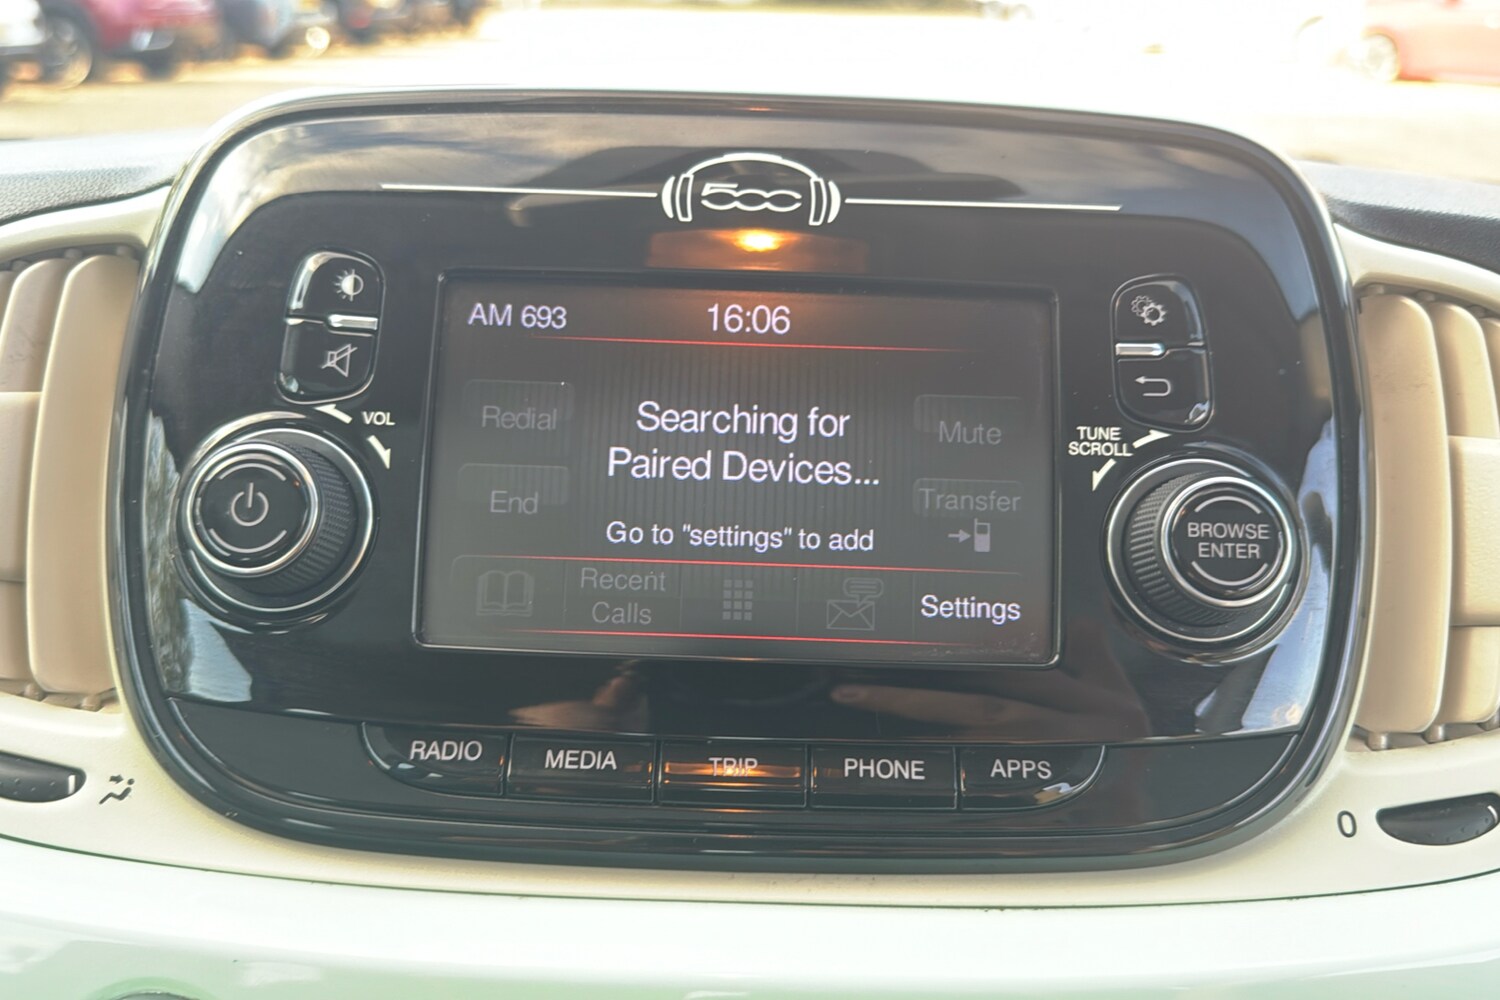 500
AM 693
16:06
Redial
Searching for
Paired Devices...
Mute
End
Transfer
Go to "settings" to add
Recent
Calls
Settings
VOL
TUNE
SCROLL
BROWSE
ENTER
RADIO
MEDIA
TRIP
PHONE
APPS
0